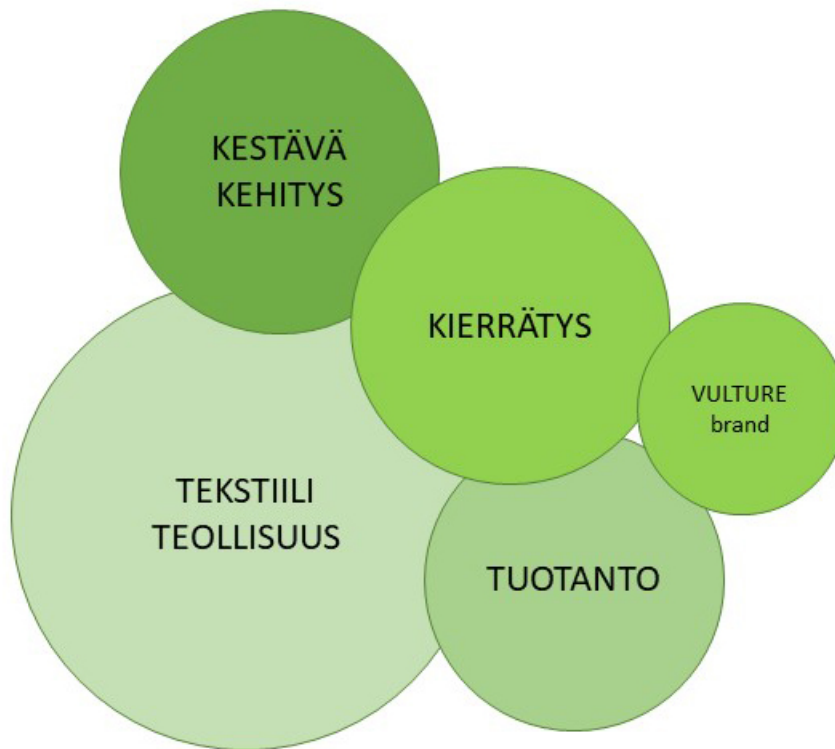 KESTÄVÄ
KEHITYS
KIERRÄTYS
VULTURE
brand
TEKSTIILI
TEOLLISUUS
TUOTANTO